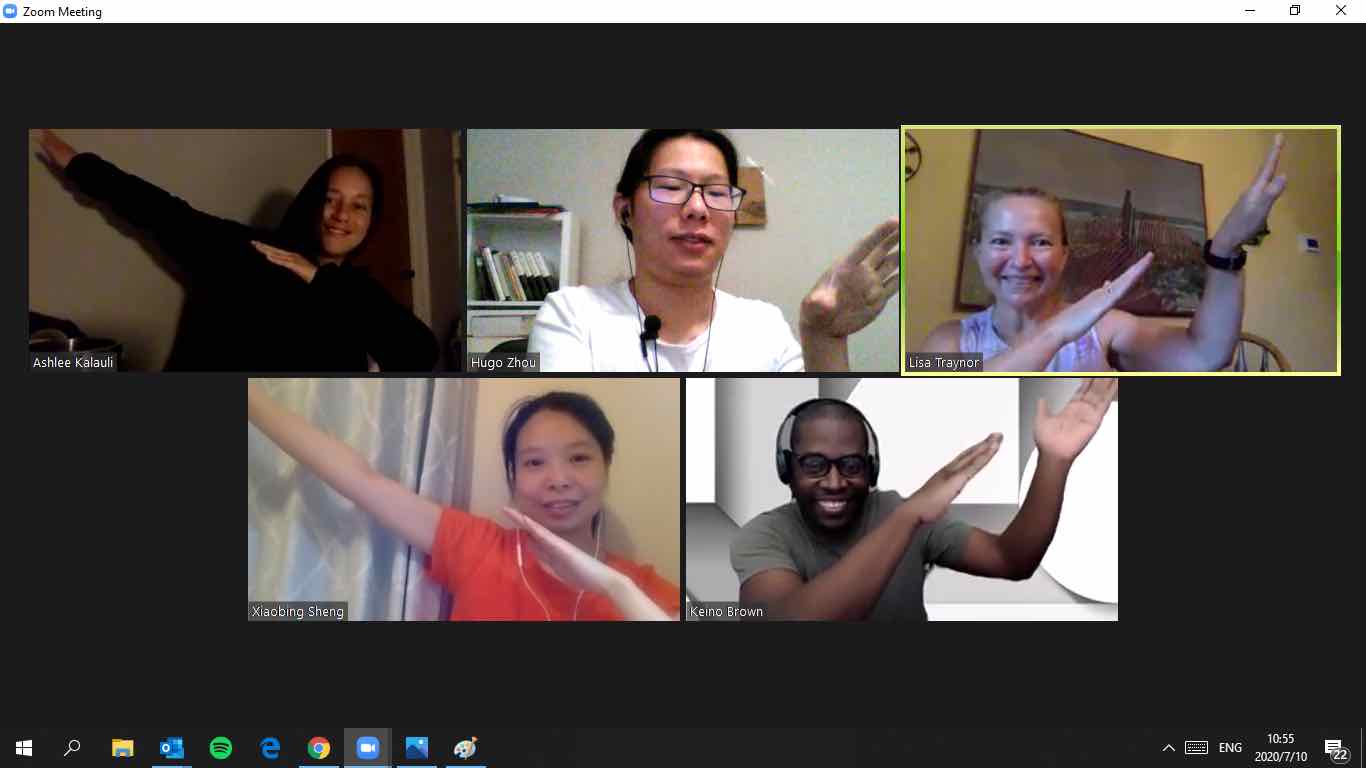 Zoom Meeting
Ashlee Kalauli
Hugo Zhou
Lisa Traynor
Xiaobing Sheng
Keino Brown
ENG
10:55
2020/7/10
22